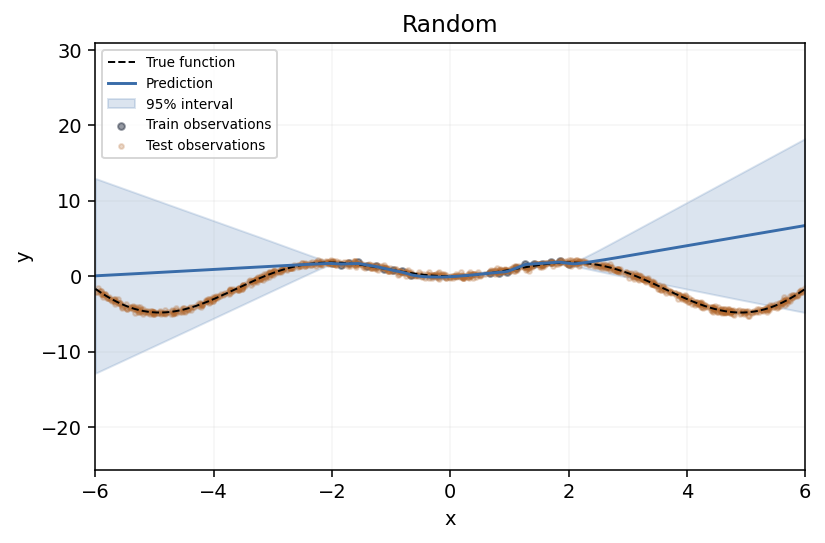 Random
True function
Prediction
95% interval
Train observations
Test observations
30
20
10
0
−10
−20
y
−6
−4
−2
0
2
4
6
x